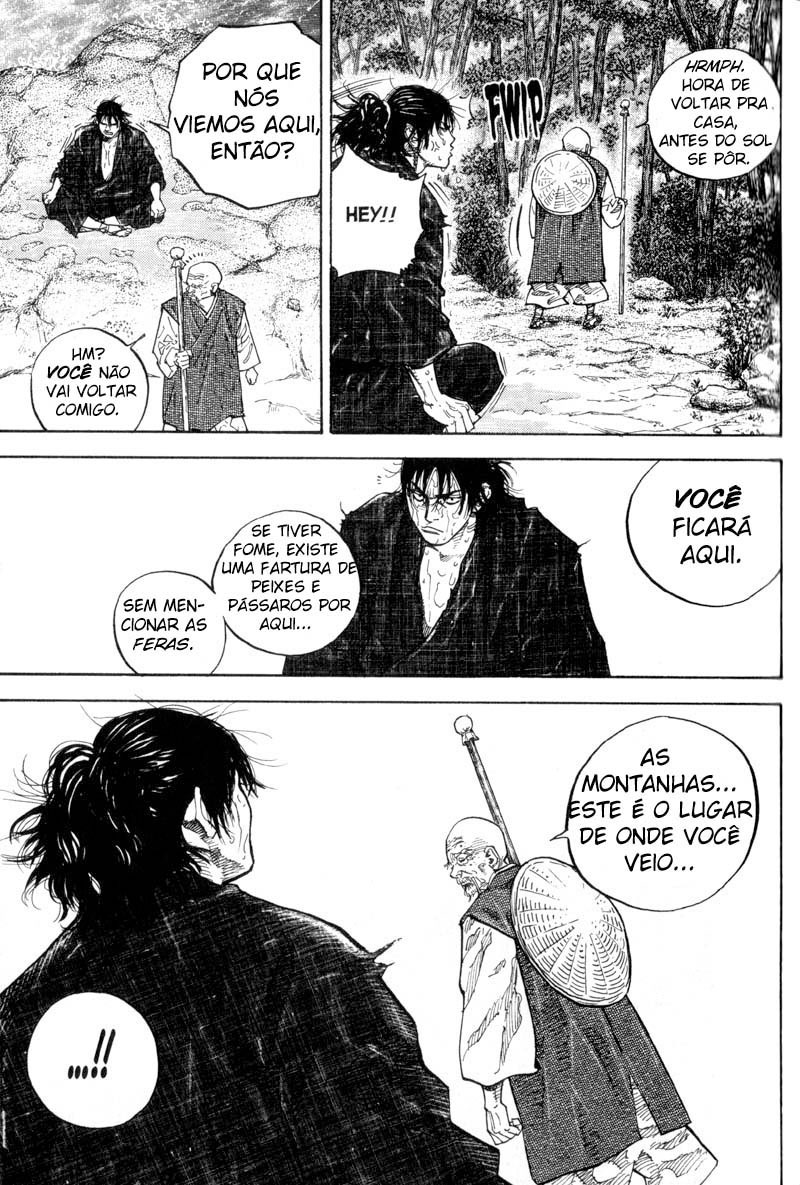 HRMPH.
HORA DE
VOLTAR PRA
CASA,
ANTES DO SOL
SE PÔR.
FWIP
HEY!!
POR QUE
NÓS
VIEMOS AQUI,
ENTÃO?
HM?
VOCÊ NÃO
VAI VOLTAR
COMIGO.
VOCÊ
FICARÁ
AQUI.
SE TIVER
FOME, EXISTE
UMA FARTURA DE
PEIXES E
PÁSSAROS POR
AQUI...
SEM MEN-
CIONAR AS
FERAS.
AS
MONTANHAS...
ESTE É O LUGAR
DE ONDE VOCÊ
VEIO...
...!!